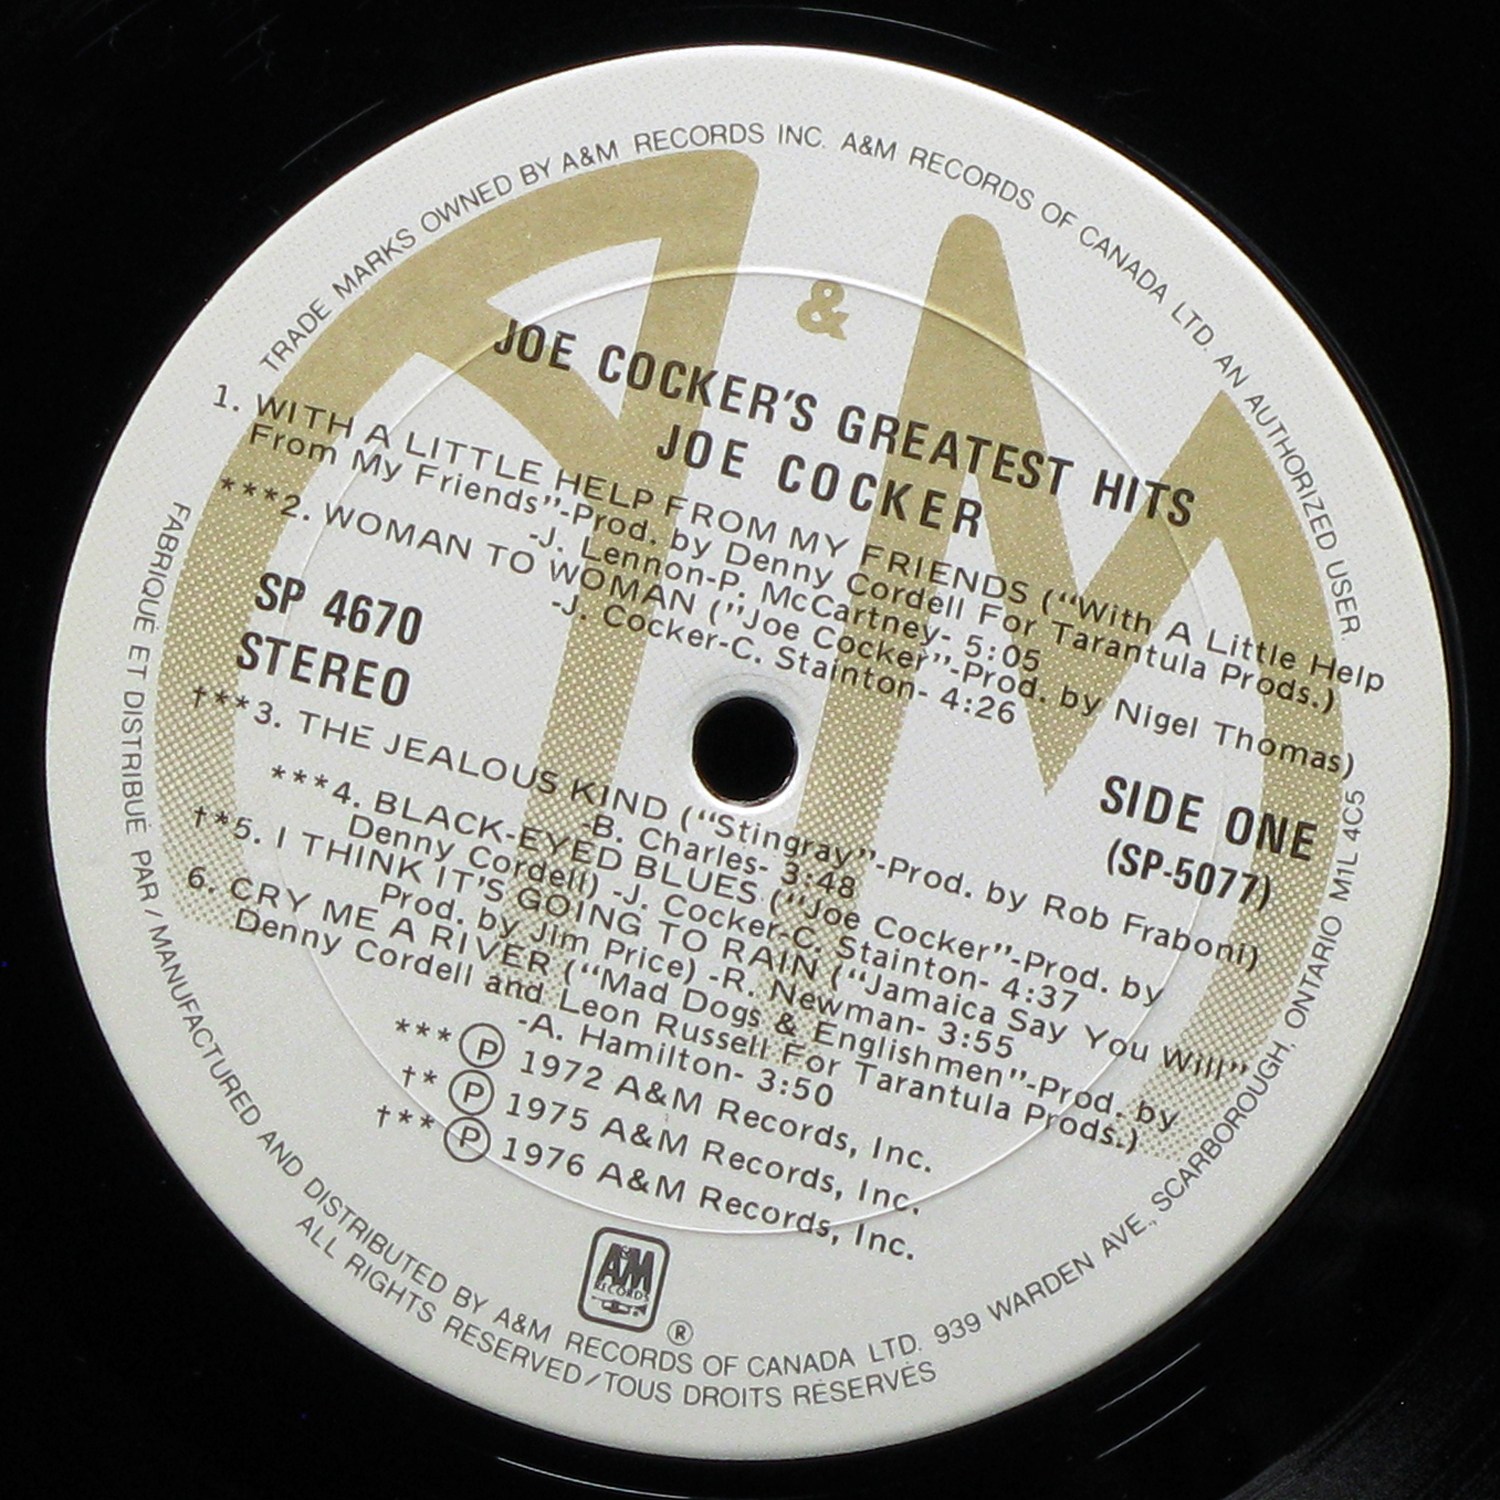 TRADE MARKS OWNED BY A&M RECORDS INC. A&M RECORDS OF CANADA LTD. AN AUTHORIZED USER
&
JOE COCKER'S GREATEST HITS
JOE COCKER
1. WITH A LITTLE HELP FROM MY FRIENDS ("With A Little Help
From My Friends"-Prod. by Denny Cordell For Tarantula Prods.)
-J. Lennon-P. McCartney- 5:05
***2. WOMAN TO WOMAN ("Joe Cocker"-Prod. by Nigel Thomas)
-J. Cocker-C. Stainton- 4:26
SP 4670
STEREO
SIDE ONE
(SP-5077)
†**3. THE JEALOUS KIND ("Stingray"-Prod. by Rob Fraboni)
-B. Charles- 3:48
***4. BLACK-EYED BLUES ("Joe Cocker"-Prod. by
Denny Cordell) -J. Cocker-C. Stainton- 4:37
†*5. I THINK IT'S GOING TO RAIN ("Jamaica Say You Will"
Prod. by Jim Price) -R. Newman- 3:55
6. CRY ME A RIVER ("Mad Dogs & Englishmen"-Prod. by
Denny Cordell and Leon Russell For Tarantula Prods.)
-A. Hamilton- 3:50
***Ⓟ 1972 A&M Records, Inc.
†*Ⓟ 1975 A&M Records, Inc.
†**Ⓟ 1976 A&M Records, Inc.
A&M
RECORDS
®
FABRIQUÉ ET DISTRIBUÉ PAR / MANUFACTURED AND DISTRIBUTED BY A&M RECORDS OF CANADA LTD. 939 WARDEN AVE., SCARBOROUGH, ONTARIO M1L 4C5
ALL RIGHTS RESERVED/TOUS DROITS RÉSERVÉS